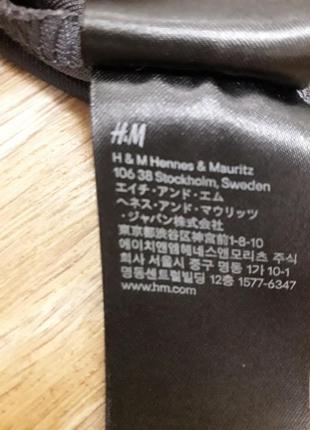 H&M
H & M Hennes & Mauritz
106 38 Stockholm, Sweden
エイチ・アンド・エム
ヘネス・アンド・マウリッツ
・ジャパン株式会社
東京都渋谷区神宮前1-8-10
에이치앤엠헤네스앤모리츠 주식
회사 서울시 중구 명동 1가 10-1
명동센트럴빌딩 12층 1577-6347
www.hm.com